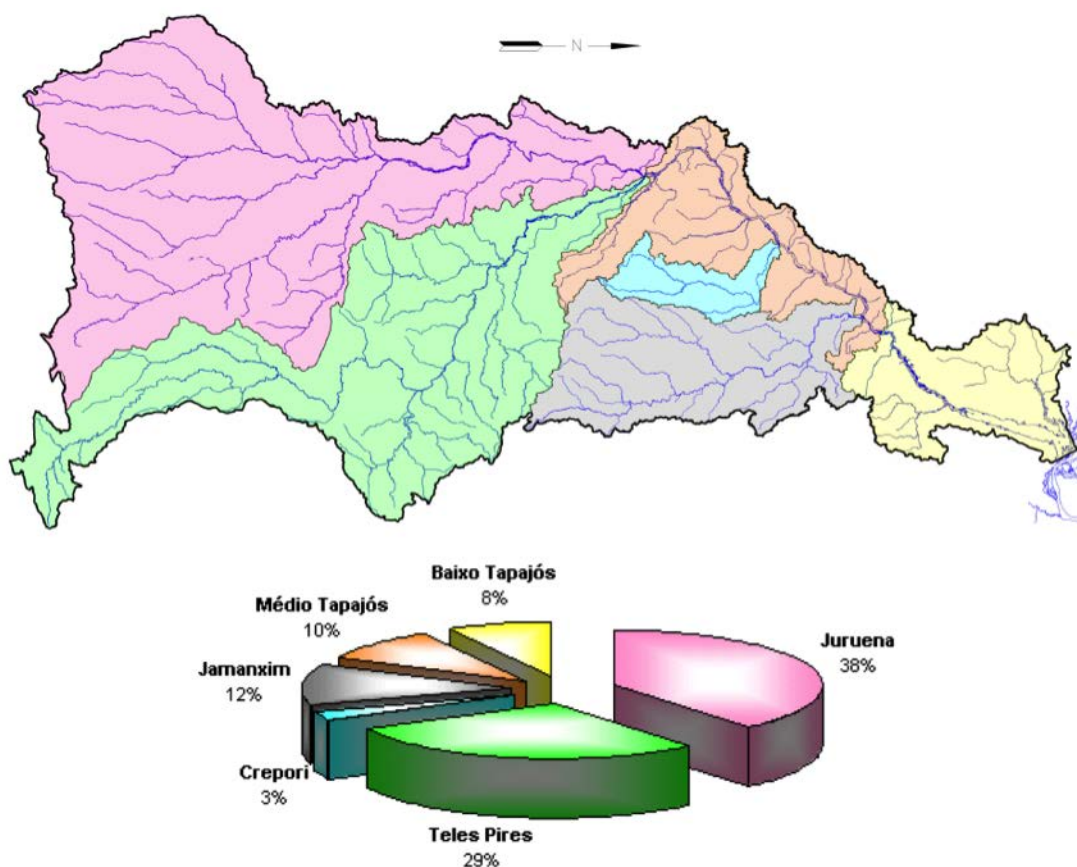 N
Baixo Tapajós
8%
Médio Tapajós
10%
Juruena
38%
Jamanxim
12%
Crepori
3%
Teles Pires
29%